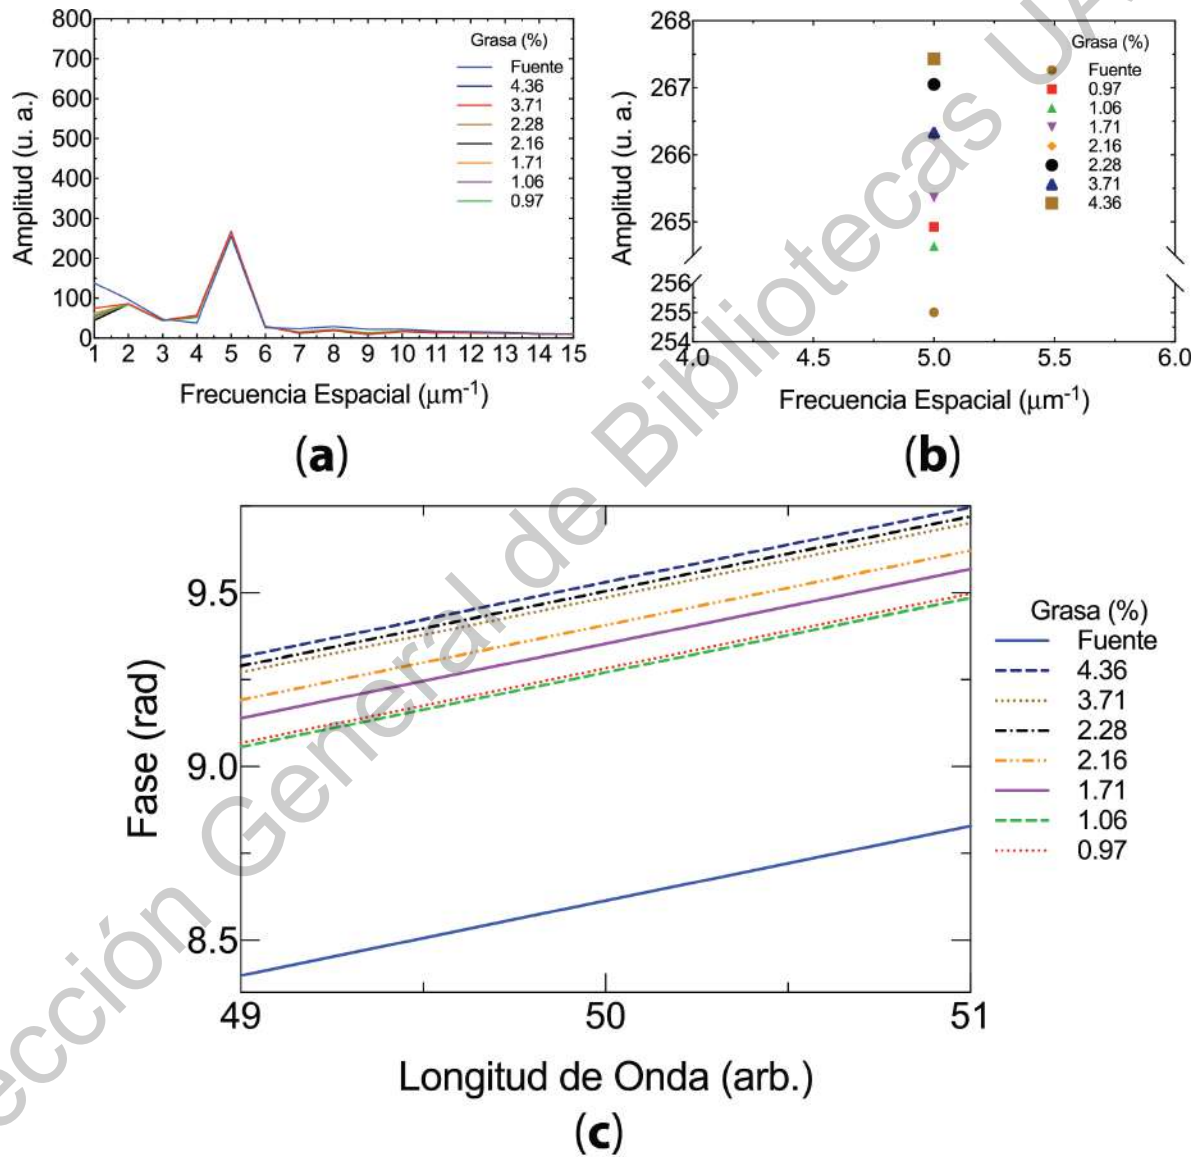 800
700
600
500
400
300
200
100
0
Amplitud (u. a.)
Grasa (%)
Fuente
4.36
3.71
2.28
2.16
1.71
1.06
0.97
1 2 3 4 5 6 7 8 9 10 11 12 13 14 15
Frecuencia Espacial (μm-1)
(a)
268
267
266
265
256
255
254
Amplitud (u. a.)
Grasa (%)
Fuente
0.97
1.06
1.71
2.16
2.28
3.71
4.36
4.0 4.5 5.0 5.5 6.0
Frecuencia Espacial (μm-1)
(b)
9.5
9.0
8.5
Fase (rad)
49 50 51
Longitud de Onda (arb.)
Grasa (%)
Fuente
4.36
3.71
2.28
2.16
1.71
1.06
0.97
(c)
General de Bibliotecas